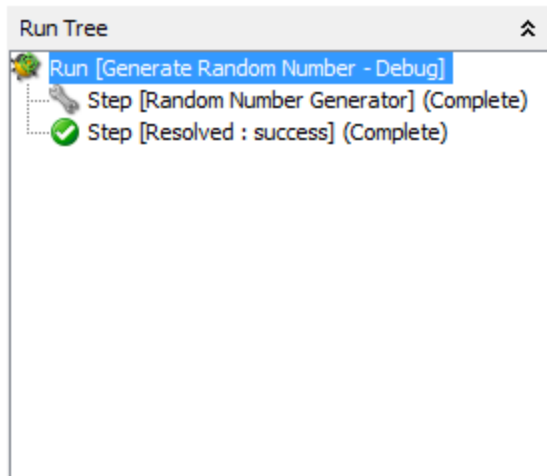 Run Tree
Run [Generate Random Number - Debug]
Step [Random Number Generator] (Complete)
Step [Resolved : success] (Complete)